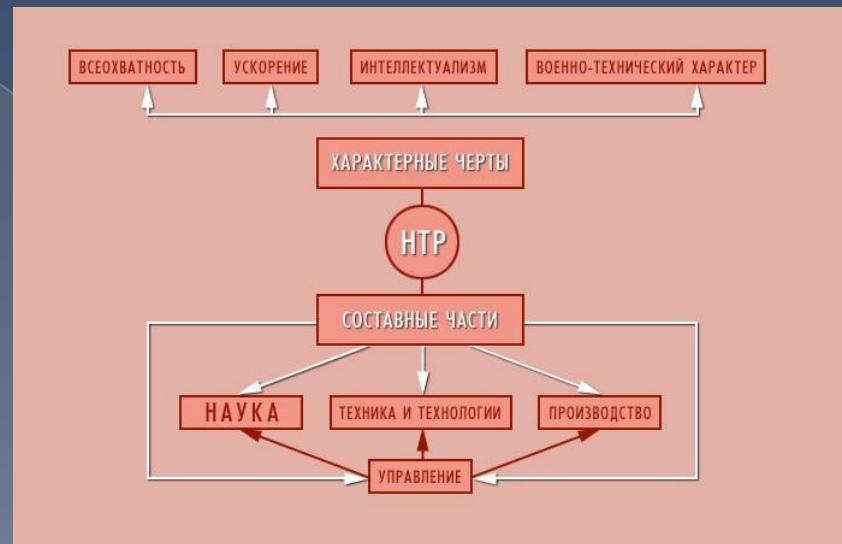 ВСЕОХВАТНОСТЬ УСКОРЕНИЕ ИНТЕЛЛЕКТУАЛИЗМ ВОЕННО-ТЕХНИЧЕСКИЙ ХАРАКТЕР
ХАРАКТЕРНЫЕ ЧЕРТЫ
НТР
СОСТАВНЫЕ ЧАСТИ
НАУКА ТЕХНИКА И ТЕХНОЛОГИИ ПРОИЗВОДСТВО
УПРАВЛЕНИЕ